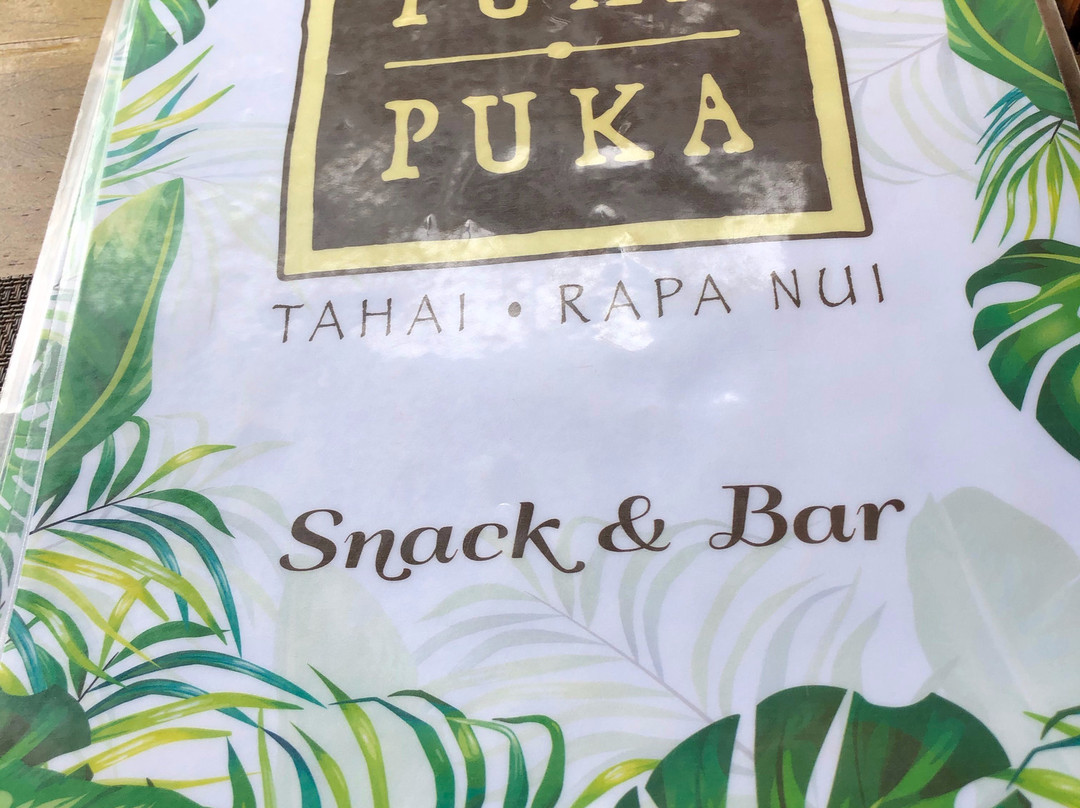 PUKA
TAHAI • RAPA NUI
Snack & Bar